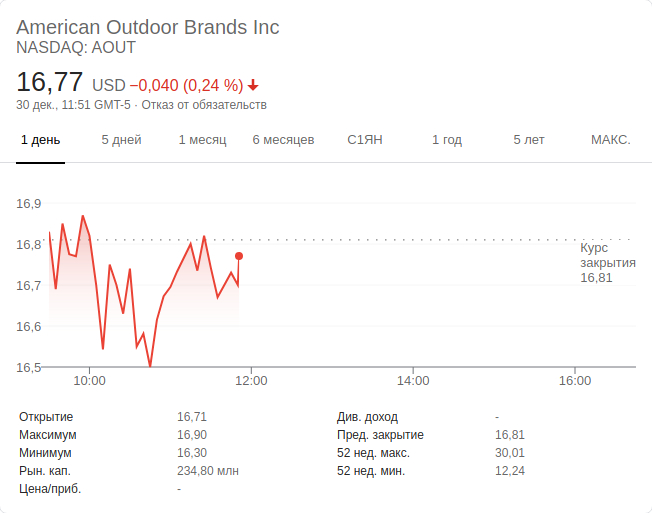 American Outdoor Brands Inc
NASDAQ: AOUT
16,77 USD −0,040 (0,24 %)
30 дек., 11:51 GMT-5 · Отказ от обязательств
1 день 5 дней 1 месяц 6 месяцев С1ЯН 1 год 5 лет МАКС.
16,9
16,8
16,7
16,6
16,5
Курс
закрытия
16,81
10:00 12:00 14:00 16:00
Открытие 16,71 Див. доход -
Максимум 16,90 Пред. закрытие 16,81
Минимум 16,30 52 нед. макс. 30,01
Рын. кап. 234,80 млн 52 нед. мин. 12,24
Цена/приб. -